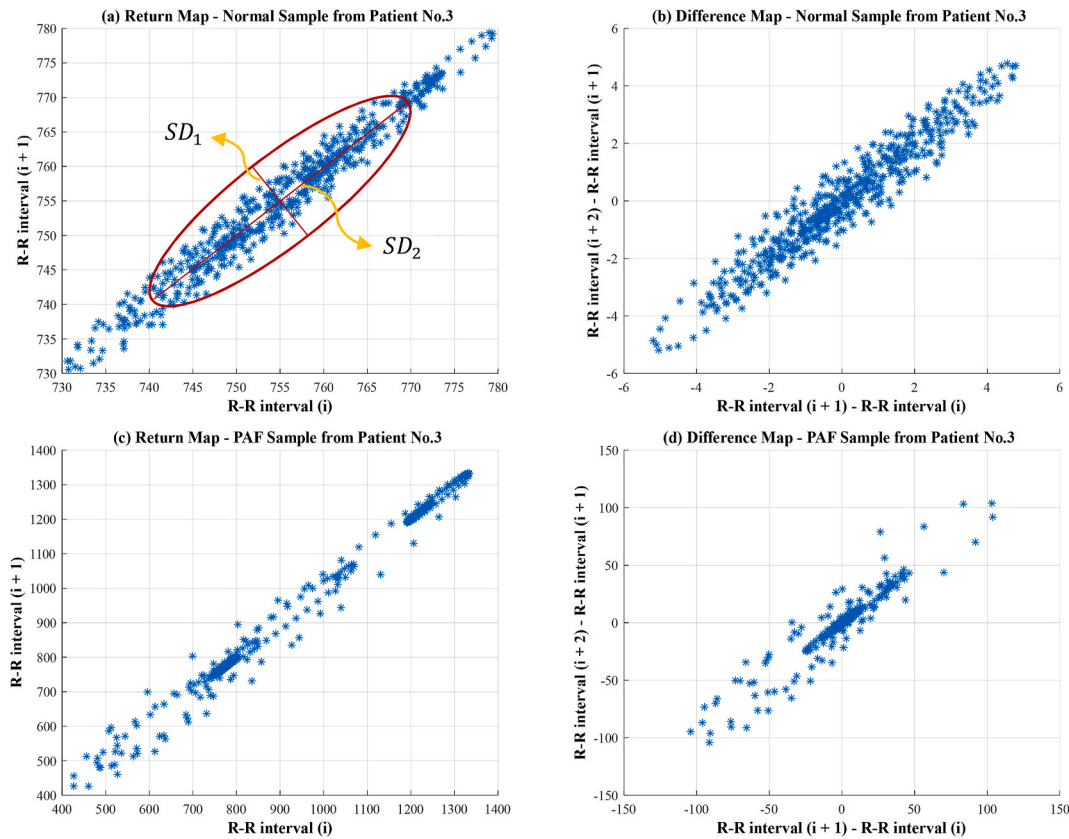 (a) Return Map - Normal Sample from Patient No.3
780
775
770
765
760
755
750
745
740
735
730
R-R interval (i + 1)
SD1
SD2
730 734 740 745 750 755 760 765 770 775 780
R-R interval (i)
(b) Difference Map - Normal Sample from Patient No.3
6
4
2
0
-2
-4
-6
R-R interval (i + 2) - R-R interval (i + 1)
-6 -4 -2 0 2 4 6
R-R interval (i + 1) - R-R interval (i)
(c) Return Map - PAF Sample from Patient No.3
1400
1300
1200
1100
1000
900
800
700
600
500
400
R-R interval (i + 1)
400 500 600 700 800 900 1000 1100 1200 1300 1400
R-R interval (i)
(d) Difference Map - PAF Sample from Patient No.3
150
100
50
0
-50
-100
-150
R-R interval (i + 2) - R-R interval (i + 1)
-150 -100 -50 0 50 100 150
R-R interval (i + 1) - R-R interval (i)